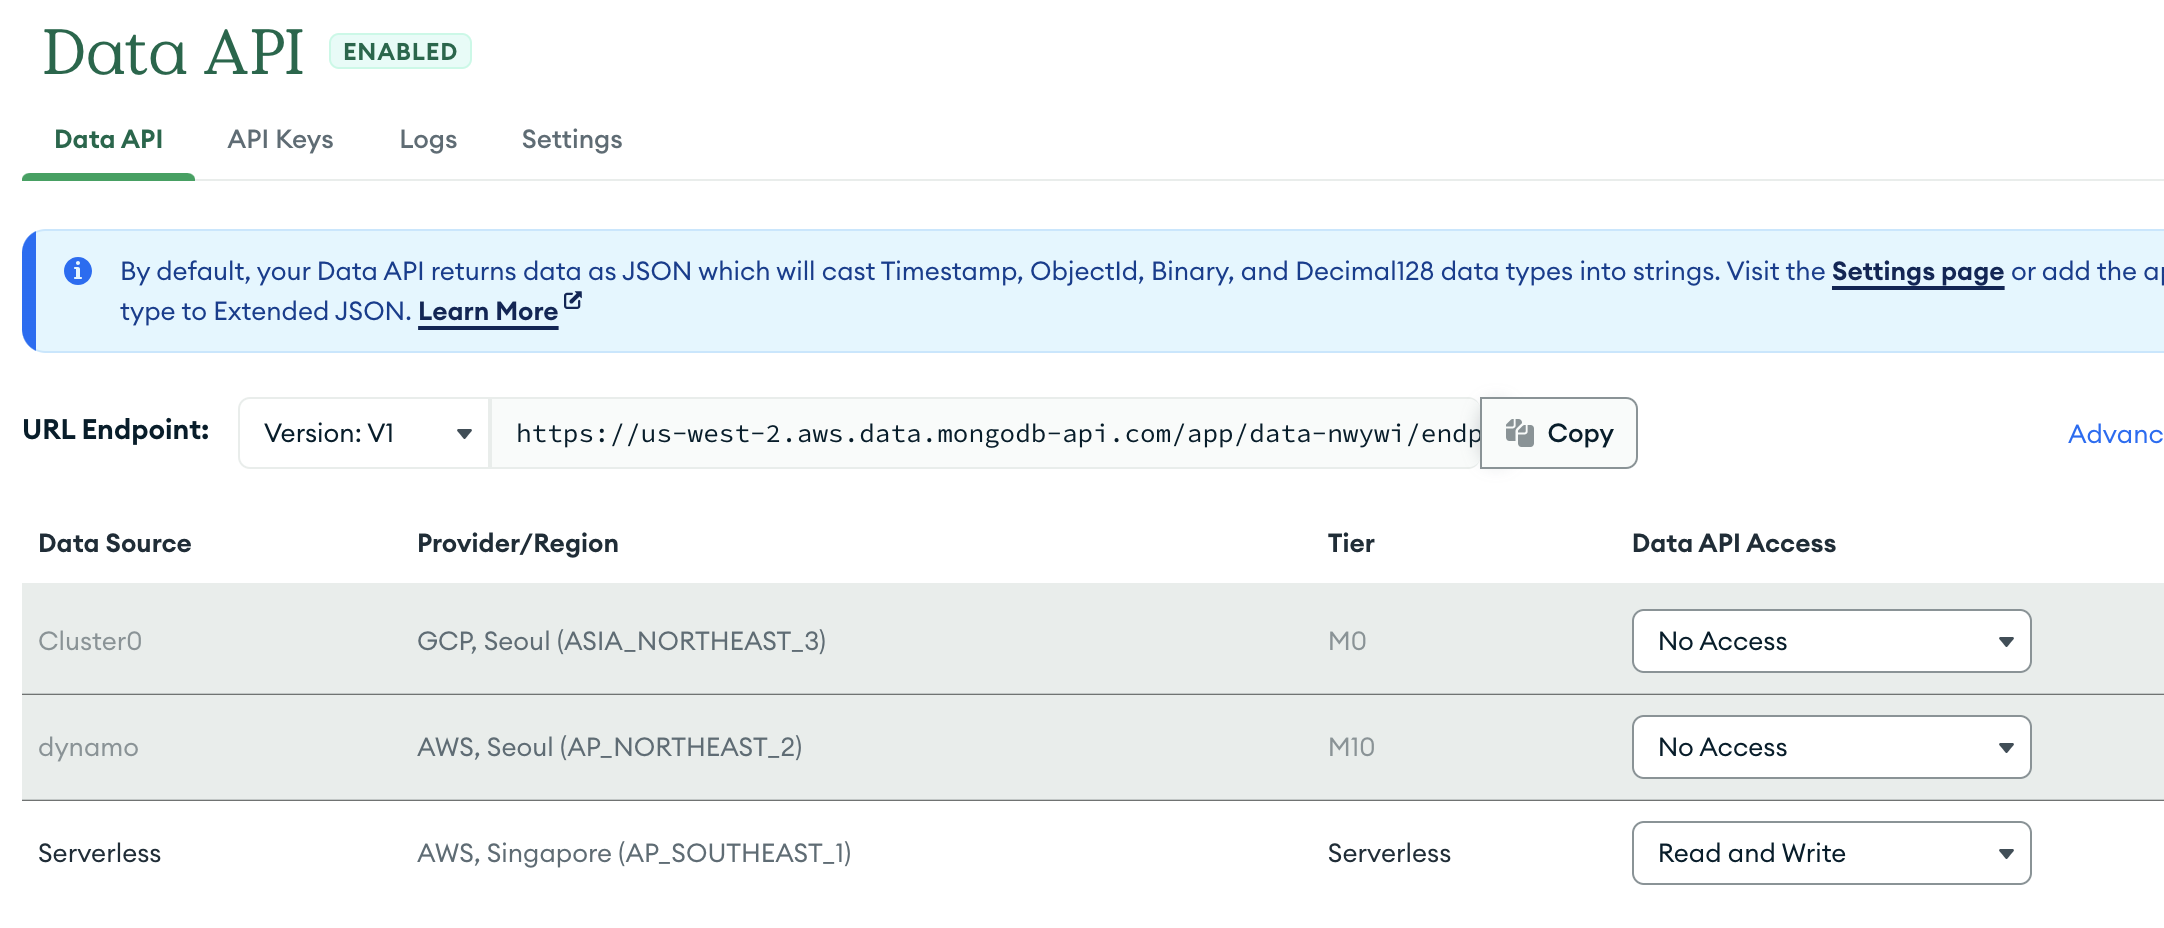 Data API ENABLED
Data API API Keys Logs Settings
By default, your Data API returns data as JSON which will cast Timestamp, ObjectId, Binary, and Decimal128 data types into strings. Visit the Settings page or add the ap
type to Extended JSON. Learn More
URL Endpoint: Version: V1 https://us-west-2.aws.data.mongodb-api.com/app/data-nwywi/endp Copy Advanc
Data Source Provider/Region Tier Data API Access
Cluster0 GCP, Seoul (ASIA_NORTHEAST_3) M0 No Access
dynamo AWS, Seoul (AP_NORTHEAST_2) M10 No Access
Serverless AWS, Singapore (AP_SOUTHEAST_1) Serverless Read and Write